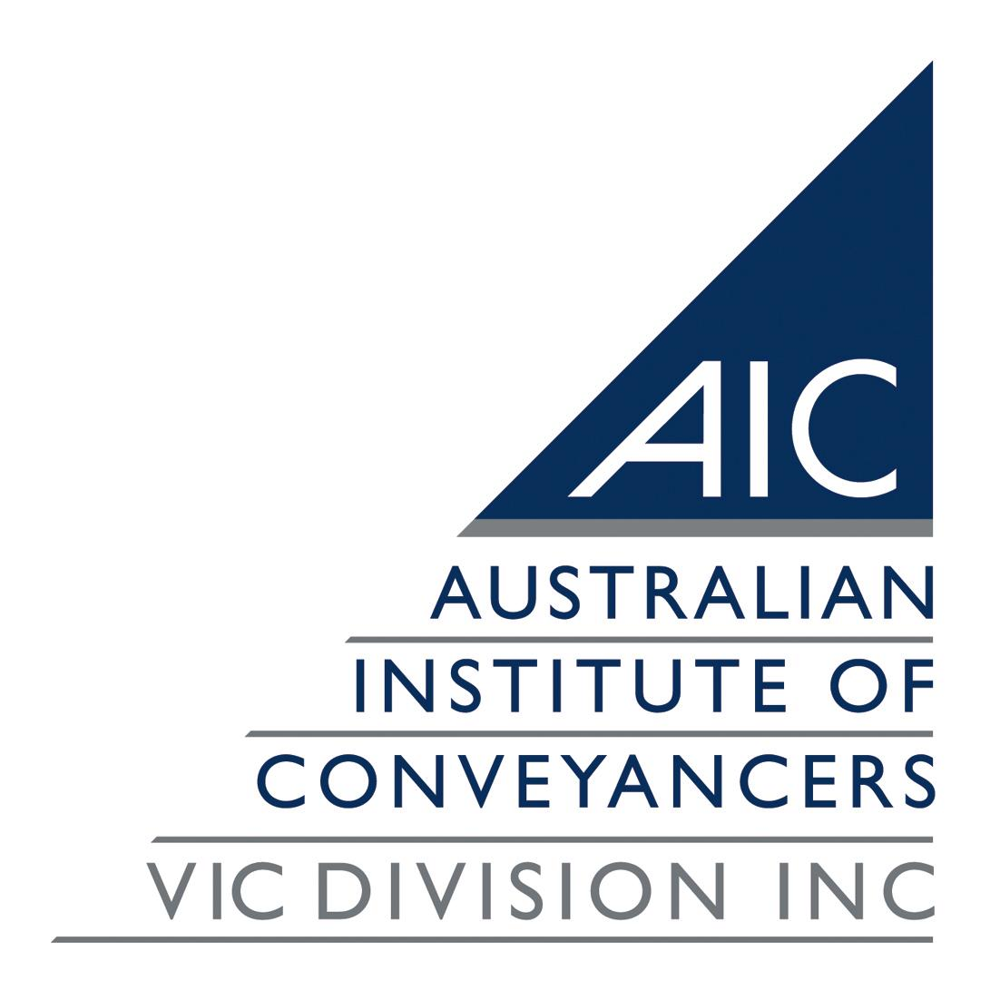 AIC
AUSTRALIAN
INSTITUTE OF
CONVEYANCERS
VIC DIVISION INC